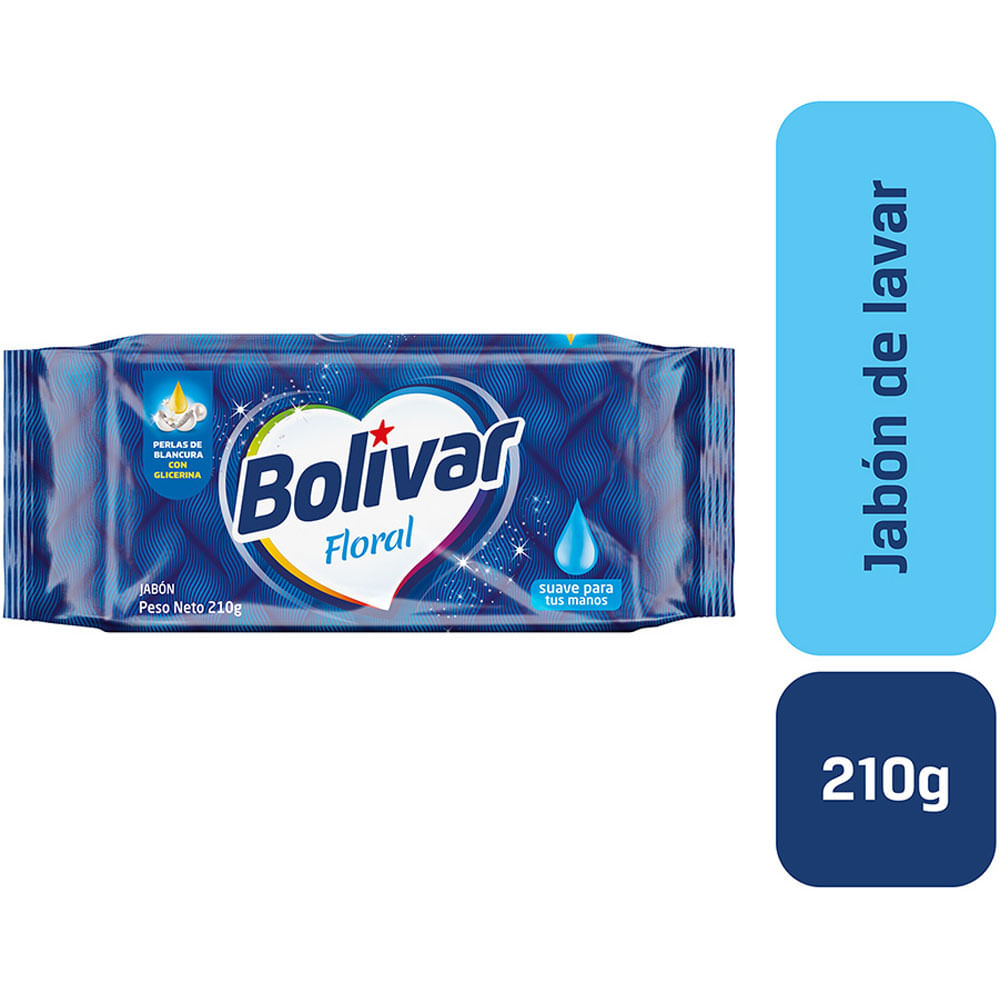 PERLAS DE
BLANCURA
CON
GLICERINA
Bolivar
Floral
JABÓN
Peso Neto 210g
suave para
tus manos
Jabón de lavar
210g